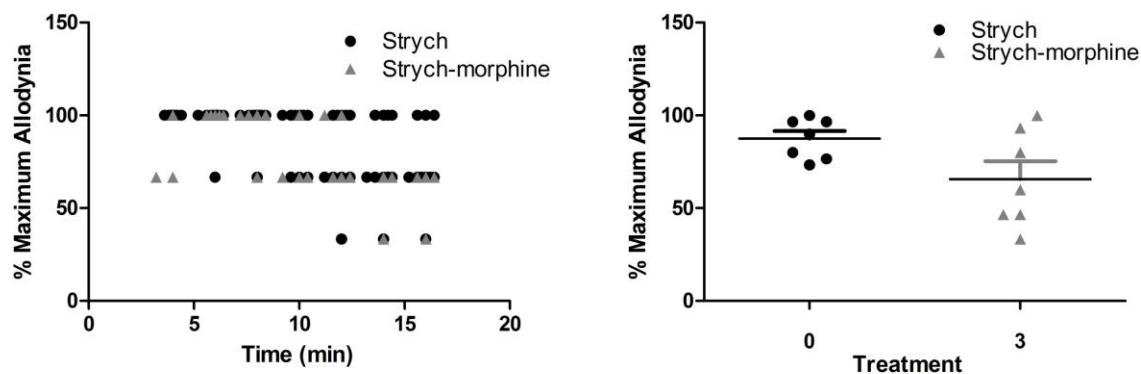 % Maximum Allodynia
150
100
50
0
0
5
10
15
20
Time (min)
Strych
Strych-morphine
% Maximum Allodynia
150
100
50
0
0
3
Treatment
Strych
Strych-morphine